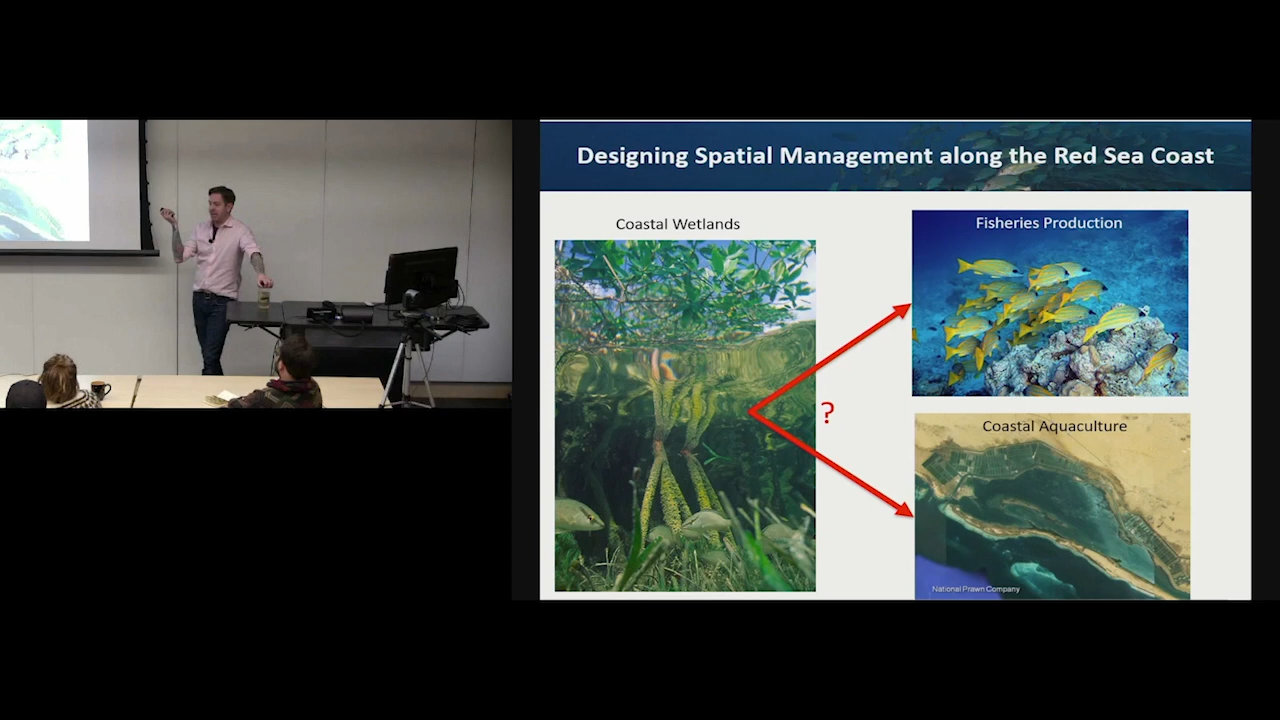 Designing Spatial Management along the Red Sea Coast
Coastal Wetlands
Fisheries Production
?
Coastal Aquaculture
National Prawn Company